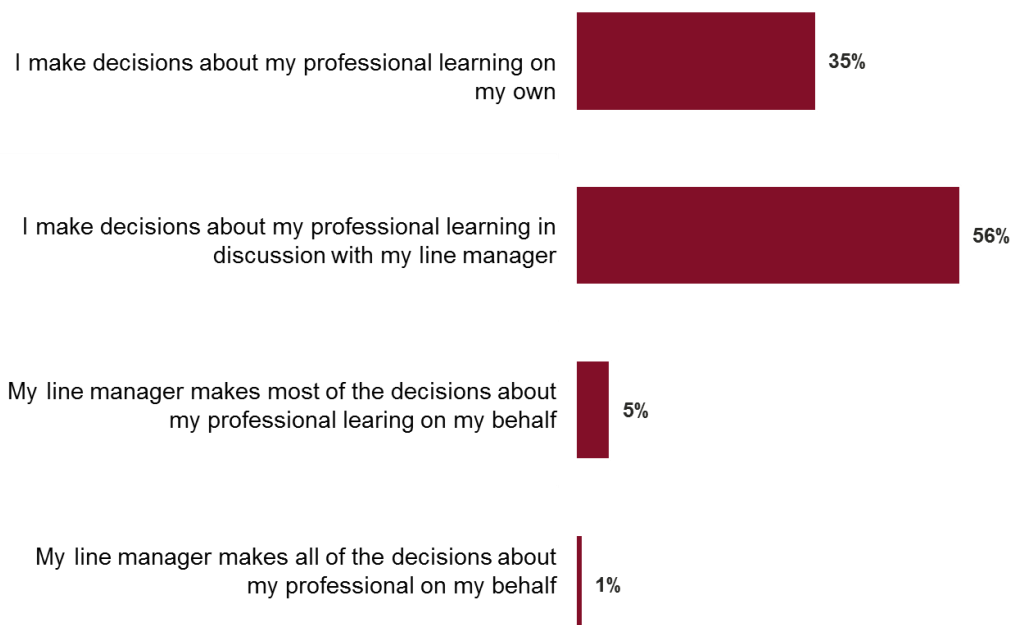 I make decisions about my professional learning on
my own
35%
I make decisions about my professional learning in
discussion with my line manager
56%
My line manager makes most of the decisions about
my professional learing on my behalf
5%
My line manager makes all of the decisions about
my professional on my behalf
1%